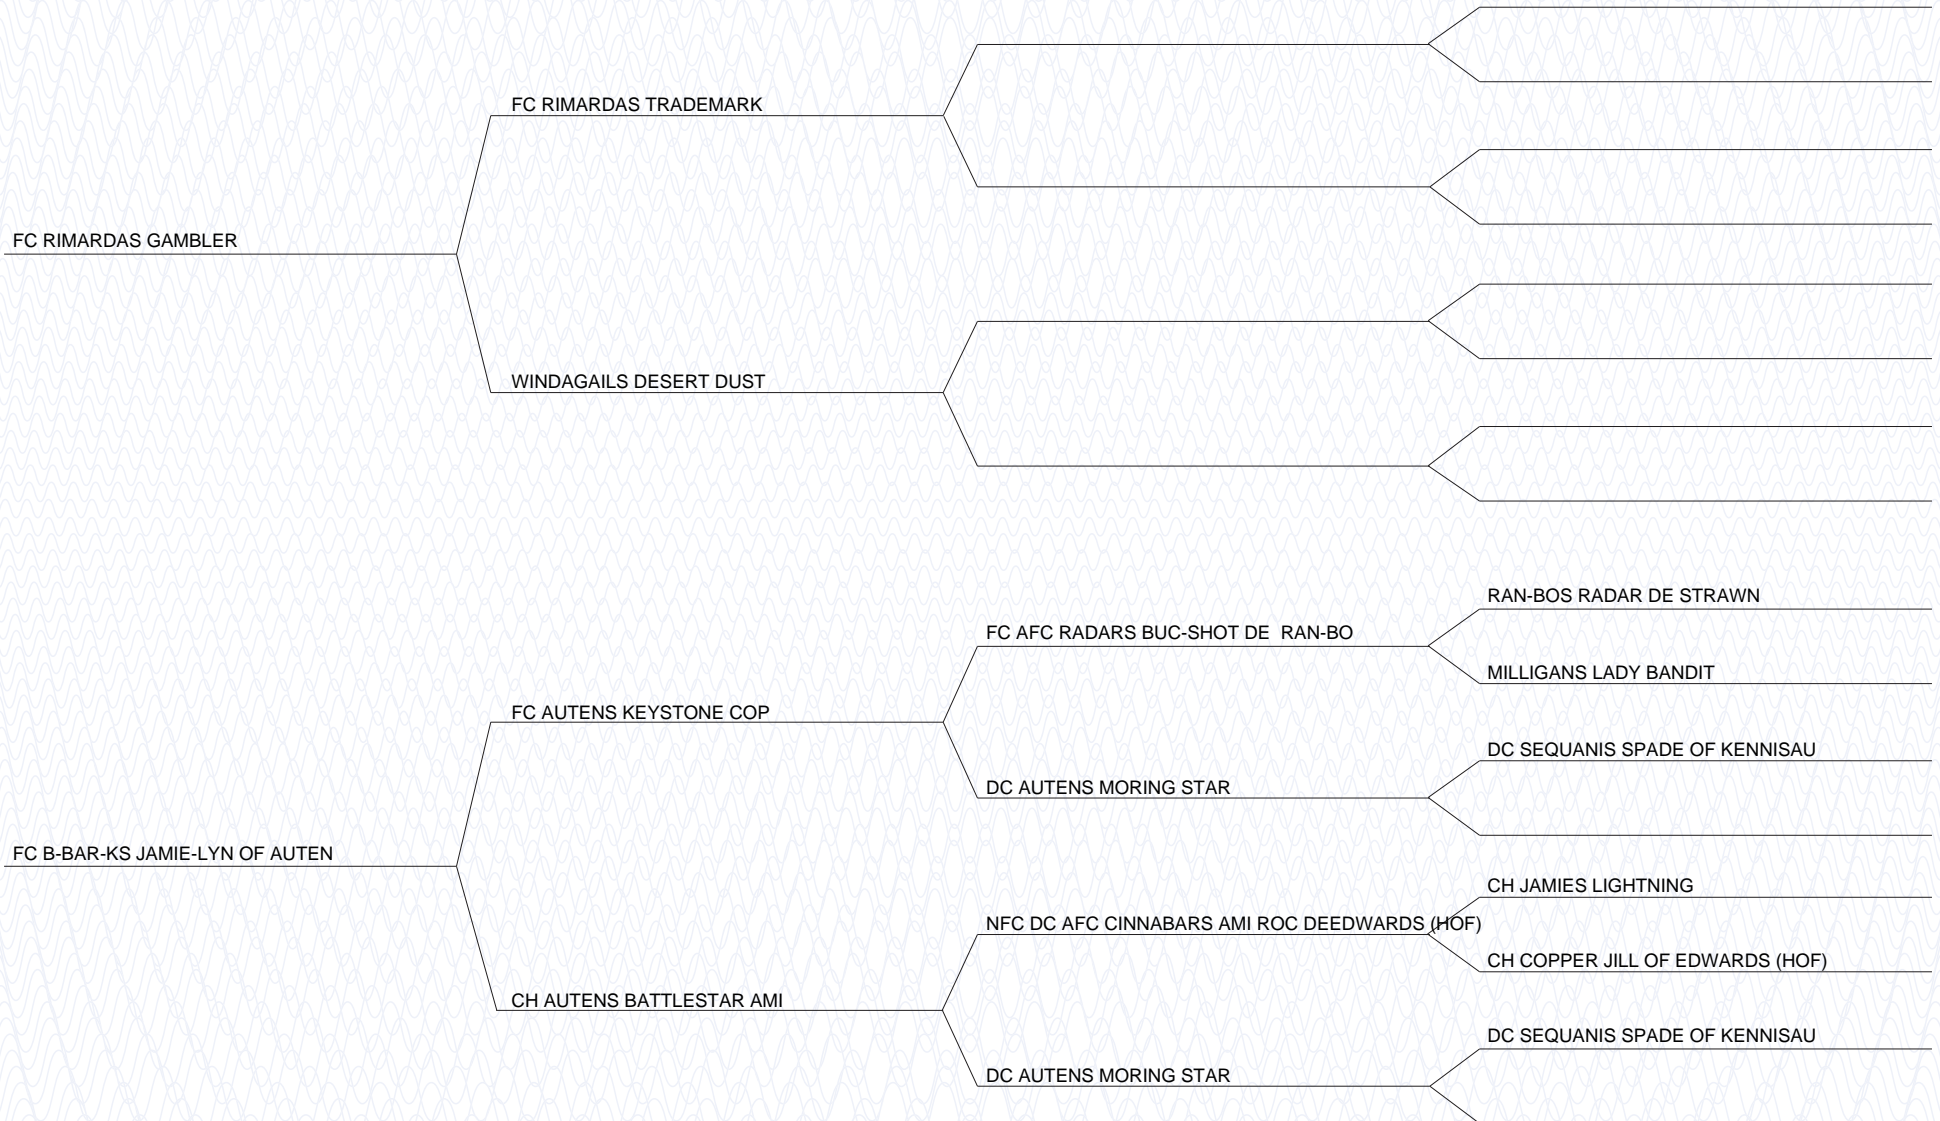 FC RIMARDAS TRADEMARK
FC RIMARDAS GAMBLER
WINDAGAILS DESERT DUST
RAN-BOS RADAR DE STRAWN
FC AFC RADARS BUC-SHOT DE  RAN-BO
MILLIGANS LADY BANDIT
FC AUTENS KEYSTONE COP
DC SEQUANIS SPADE OF KENNISAU
DC AUTENS MORING STAR
FC B-BAR-KS JAMIE-LYN OF AUTEN
CH JAMIES LIGHTNING
NFC DC AFC CINNABARS AMI ROC DEEDWARDS (HOF)
CH COPPER JILL OF EDWARDS (HOF)
CH AUTENS BATTLESTAR AMI
DC SEQUANIS SPADE OF KENNISAU
DC AUTENS MORING STAR